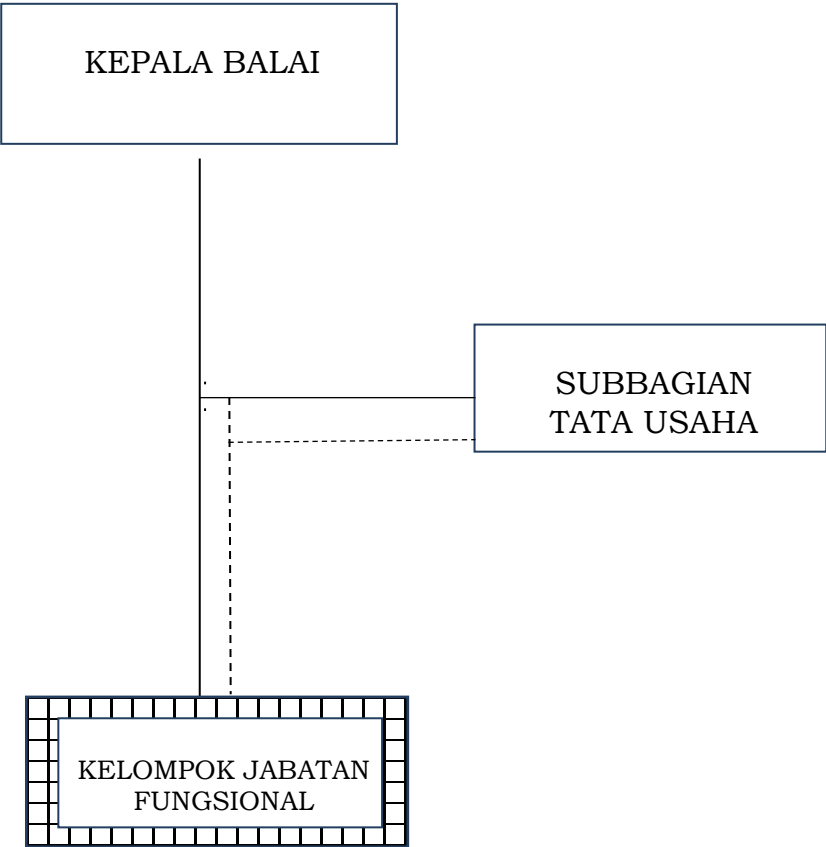 KEPALA BALAI
SUBBAGIAN
TATA USAHA
KELOMPOK JABATAN
FUNGSIONAL